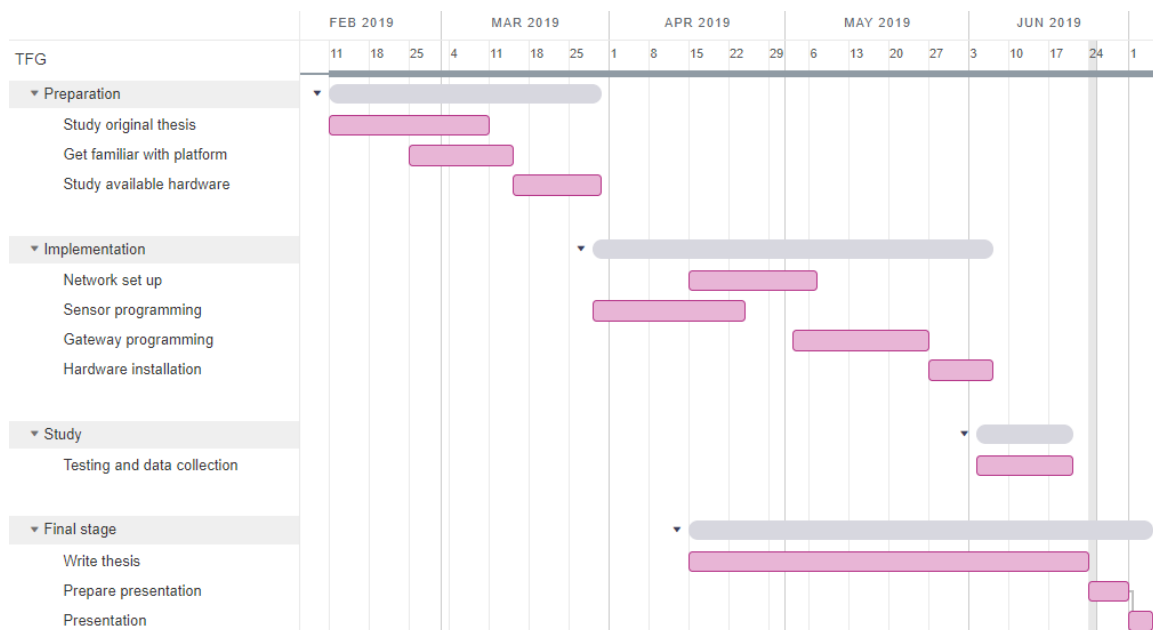 FEB 2019 MAR 2019 APR 2019 MAY 2019 JUN 2019
TFG 11 18 25 4 11 18 25 1 8 15 22 29 6 13 20 27 3 10 17 24 1
Preparation
Study original thesis
Get familiar with platform
Study available hardware
Implementation
Network set up
Sensor programming
Gateway programming
Hardware installation
Study
Testing and data collection
Final stage
Write thesis
Prepare presentation
Presentation